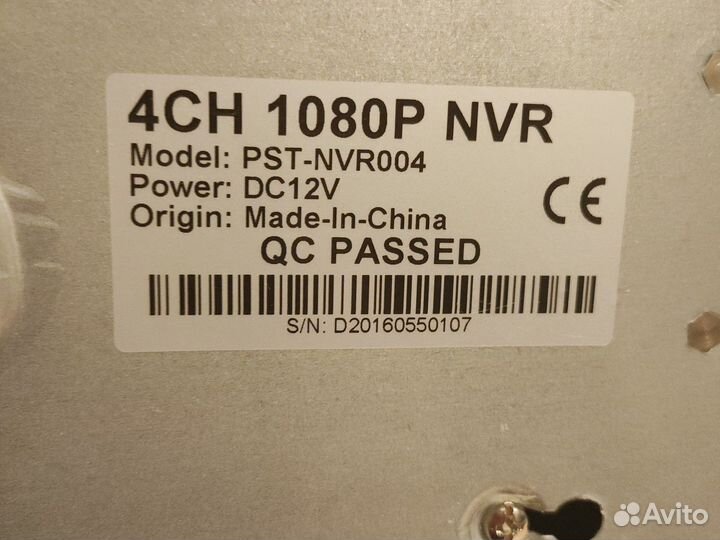 4CH 1080P NVR
Model: PST-NVR004
Power: DC12V
Origin: Made-In-China
CE
QC PASSED
S/N: D20160550107
Avito